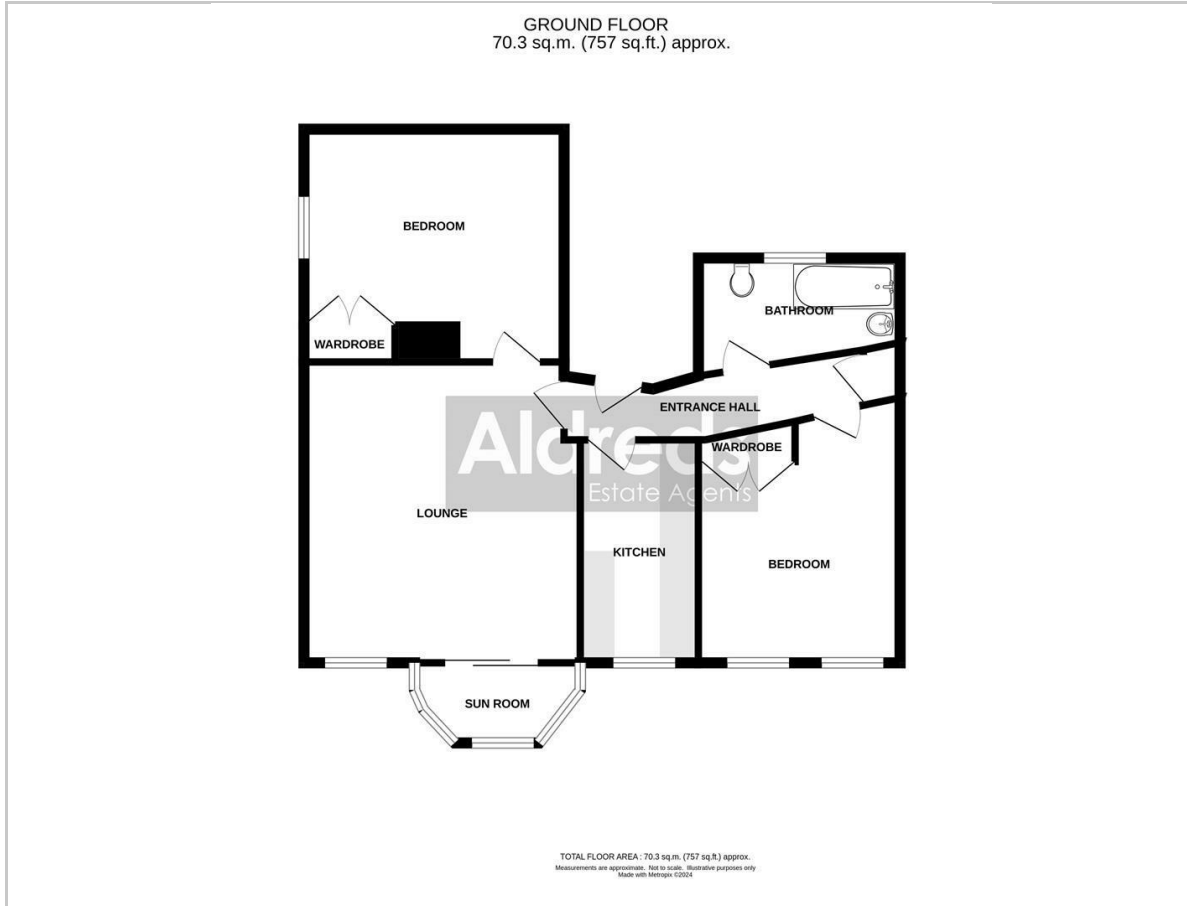 GROUND FLOOR
70.3 sq.m. (757 sq.ft.) approx.
BEDROOM
WARDROBE
BATHROOM
ENTRANCE HALL
Aldreds
Estate Agents
WARDROBE
LOUNGE
KITCHEN
BEDROOM
SUN ROOM
TOTAL FLOOR AREA : 70.3 sq.m. (757 sq.ft.) approx.
Measurements are approximate. Not to scale. Illustrative purposes only
Made with Metropix ©2024